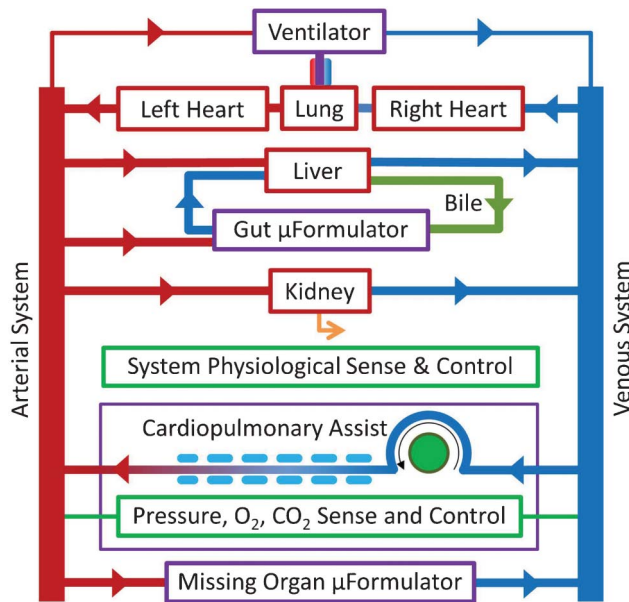 Ventilator
Left Heart
Lung
Right Heart
Liver
Bile
Gut µFormulator
Kidney
Arterial System
Venous System
System Physiological Sense & Control
Cardiopulmonary Assist
Pressure, O₂, CO₂ Sense and Control
Missing Organ µFormulator